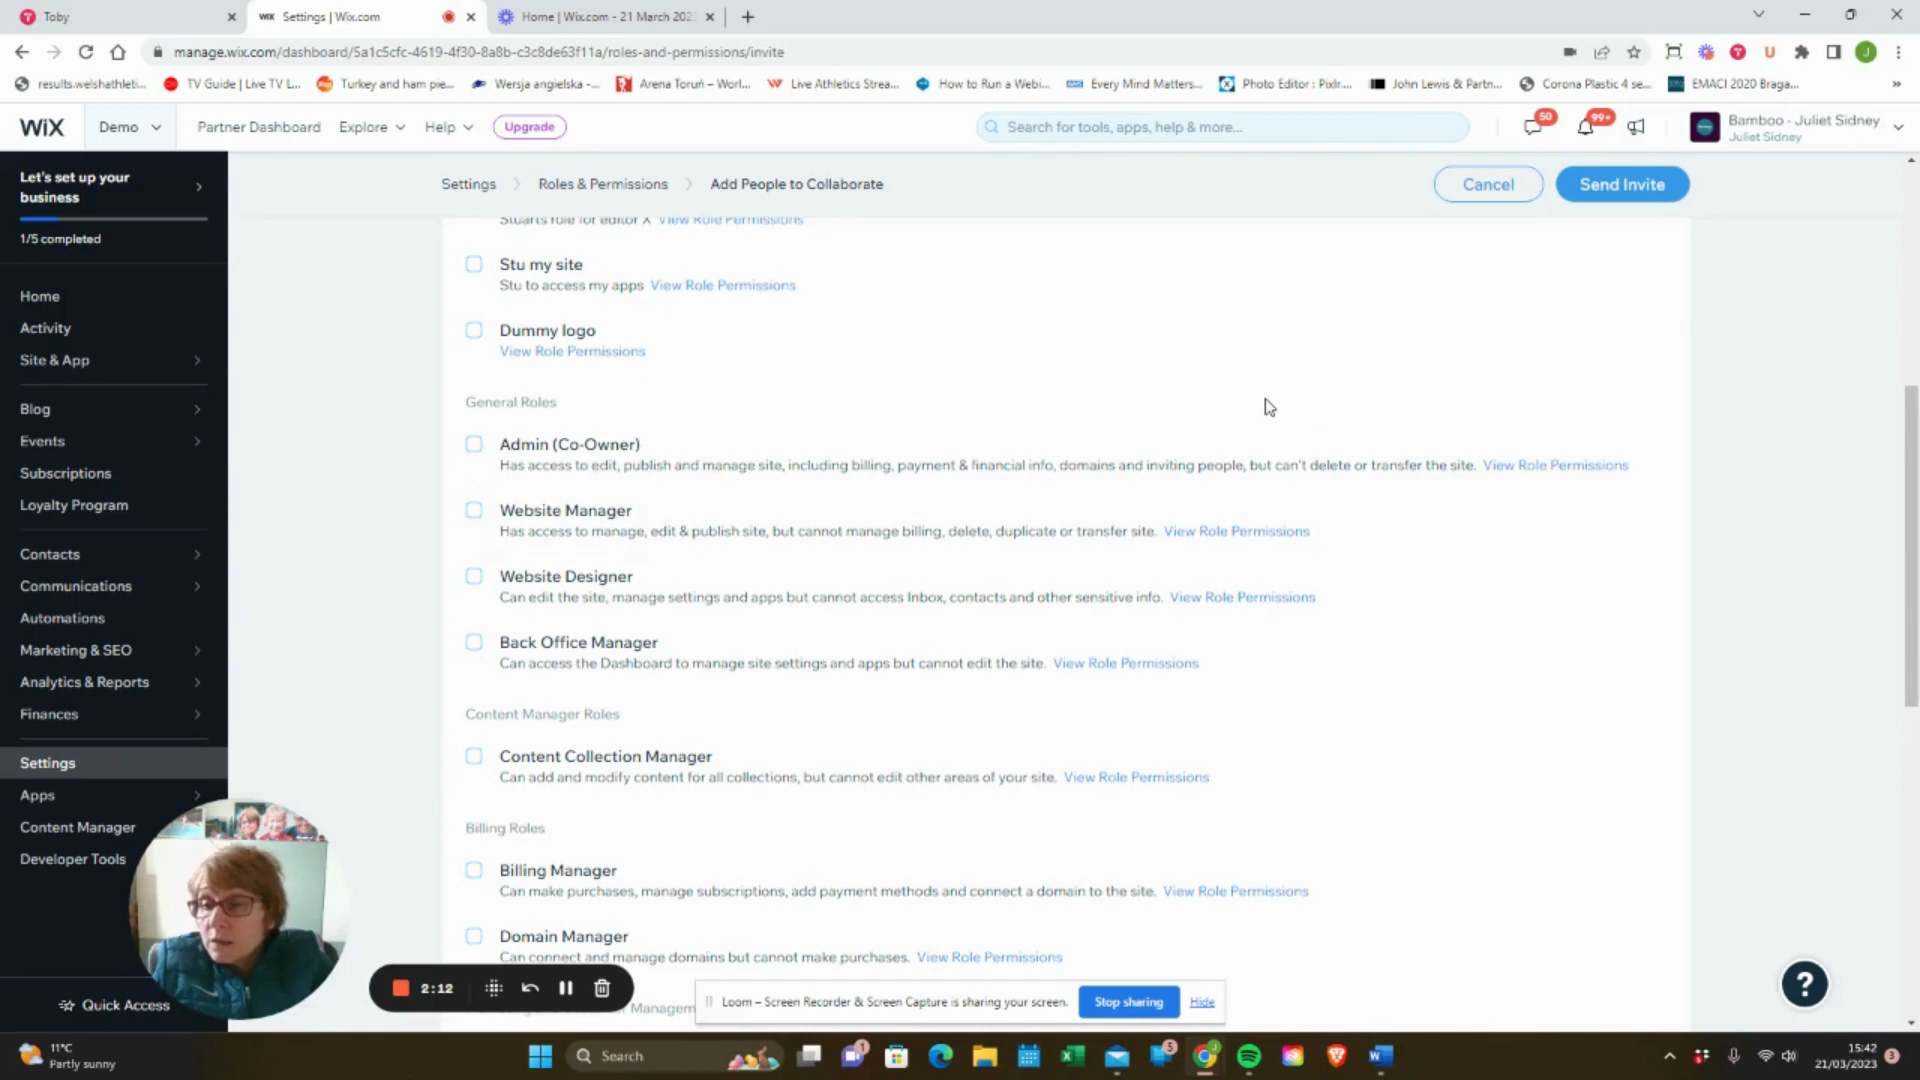 Toby
WIX Settings | Wix.com
Home | Wix.com - 21 March 202
manage.wix.com/dashboard/5a1c5cfc-4619-4f30-8a8b-c3c8de63f11a/roles-and-permissions/invite
results.welshathleti...
TV Guide | Live TV L...
Turkey and ham pie...
Wersja angielska -...
Arena Toruń – Worl...
Live Athletics Strea...
How to Run a Webi...
Every Mind Matters...
Photo Editor : Pixlr....
John Lewis & Partn...
Corona Plastic 4 se...
EMACI 2020 Braga...
WiX
Demo
Partner Dashboard
Explore
Help
Upgrade
Search for tools, apps, help & more...
50
99+
Bamboo - Juliet Sidney
Juliet Sidney
Let's set up your
business
1/5 completed
Home
Activity
Site & App
Blog
Events
Subscriptions
Loyalty Program
Contacts
Communications
Automations
Marketing & SEO
Analytics & Reports
Finances
Settings
Apps
Content Manager
Developer Tools
Quick Access
Settings
Roles & Permissions
Add People to Collaborate
Cancel
Send Invite
Stuarts role for editor X View Role Permissions
Stu my site
Stu to access my apps View Role Permissions
Dummy logo
View Role Permissions
General Roles
Admin (Co-Owner)
Has access to edit, publish and manage site, including billing, payment & financial info, domains and inviting people, but can't delete or transfer the site. View Role Permissions
Website Manager
Has access to manage, edit & publish site, but cannot manage billing, delete, duplicate or transfer site. View Role Permissions
Website Designer
Can edit the site, manage settings and apps but cannot access Inbox, contacts and other sensitive info. View Role Permissions
Back Office Manager
Can access the Dashboard to manage site settings and apps but cannot edit the site. View Role Permissions
Content Manager Roles
Content Collection Manager
Can add and modify content for all collections, but cannot edit other areas of your site. View Role Permissions
Billing Roles
Billing Manager
Can make purchases, manage subscriptions, add payment methods and connect a domain to the site. View Role Permissions
Domain Manager
Can connect and manage domains but cannot make purchases. View Role Permissions
2:12
Loom – Screen Recorder & Screen Capture is sharing your screen.
Stop sharing
Hide
?
11°C
Partly sunny
Search
1
5
15:42
21/03/2023
3